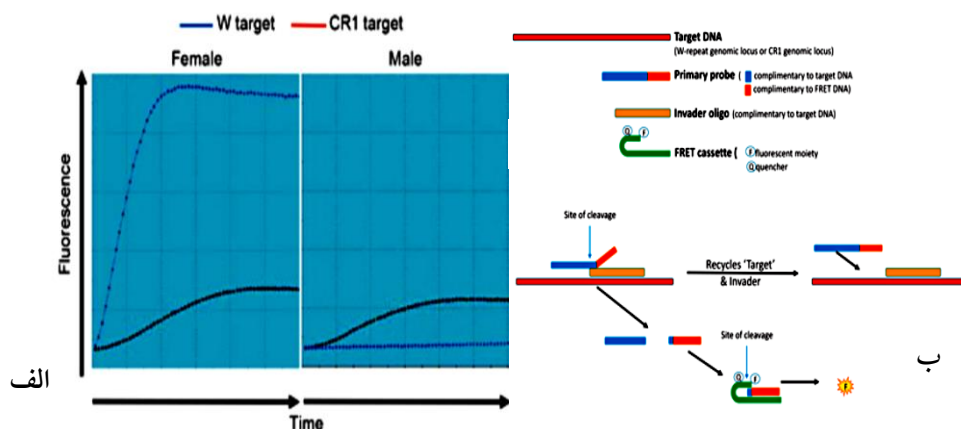 W target CR1 target
Female Male
Fluorescence
Time
الف
Target DNA
(W-repeat genomic locus or CR1 genomic locus)
Primary probe ( complimentary to target DNA
complimentary to FRET DNA)
Invader oligo (complimentary to target DNA)
Q F
FRET cassette ( F fluorescent moiety
Q quencher
Site of cleavage
Recycles 'Target'
& Invader
Site of cleavage
Q F
F
ب